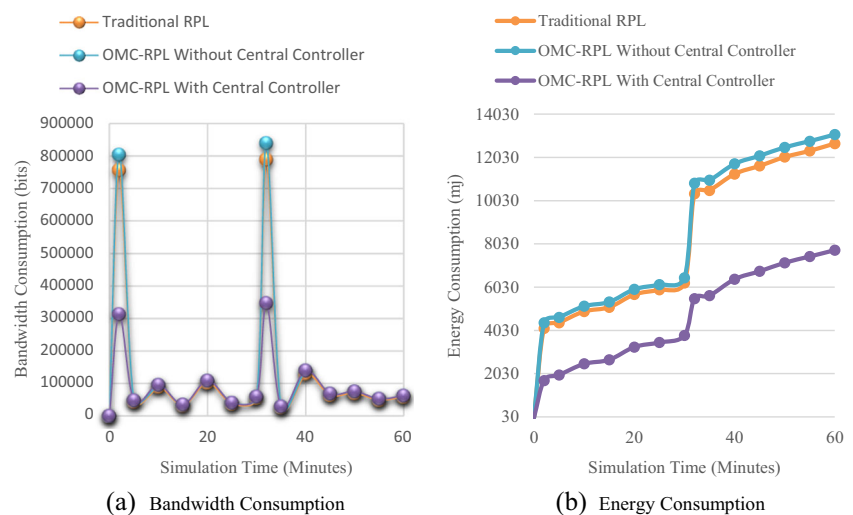 Traditional RPL
OMC-RPL Without Central Controller
OMC-RPL With Central Controller
900000
800000
700000
600000
500000
400000
300000
200000
100000
0
Bandwidth Consumption (bits)
0 20 40 60
Simulation Time (Minutes)
(a) Bandwidth Consumption
Traditional RPL
OMC-RPL Without Central Controller
OMC-RPL With Central Controller
14030
12030
10030
8030
6030
4030
2030
30
Energy Consumption (mj)
0 20 40 60
Simulation Time (Minutes)
(b) Energy Consumption